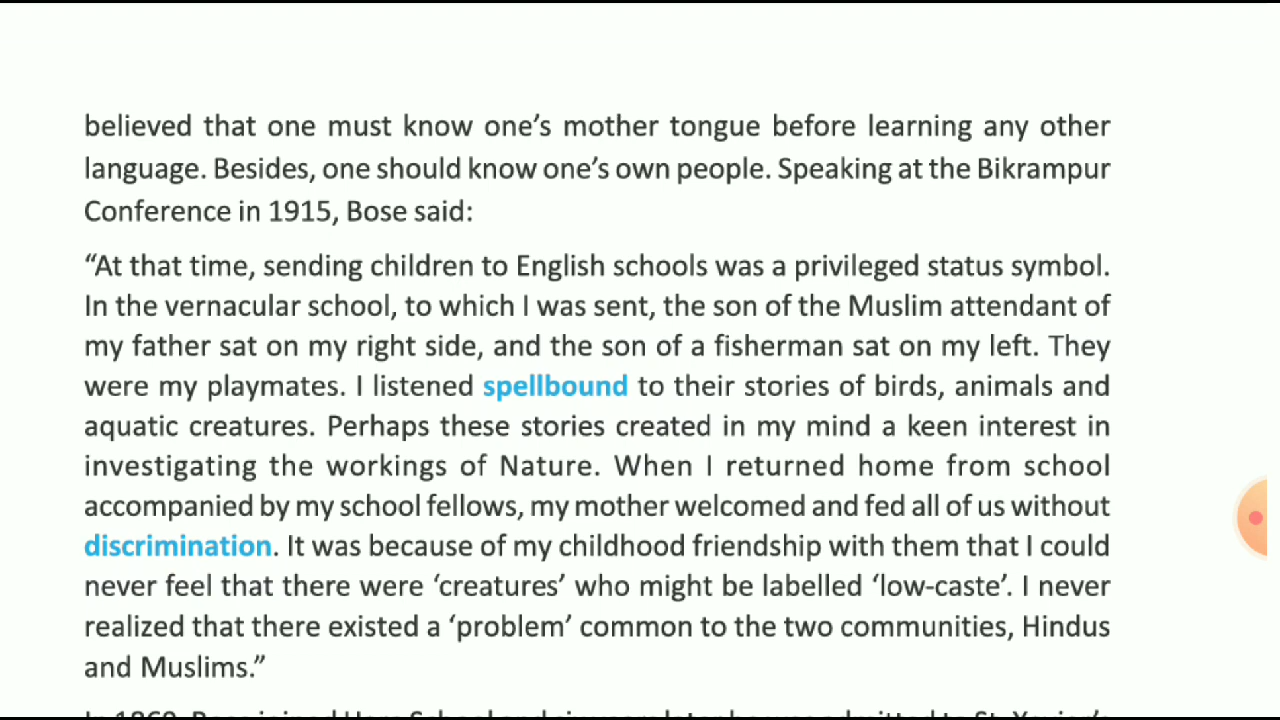 believed that one must know one's mother tongue before learning any other
language. Besides, one should know one's own people. Speaking at the Bikrampur
Conference in 1915, Bose said:
“At that time, sending children to English schools was a privileged status symbol.
In the vernacular school, to which I was sent, the son of the Muslim attendant of
my father sat on my right side, and the son of a fisherman sat on my left. They
were my playmates. I listened spellbound to their stories of birds, animals and
aquatic creatures. Perhaps these stories created in my mind a keen interest in
investigating the workings of Nature. When I returned home from school
accompanied by my school fellows, my mother welcomed and fed all of us without
discrimination. It was because of my childhood friendship with them that I could
never feel that there were ‘creatures’ who might be labelled ‘low-caste’. I never
realized that there existed a ‘problem’ common to the two communities, Hindus
and Muslims.”